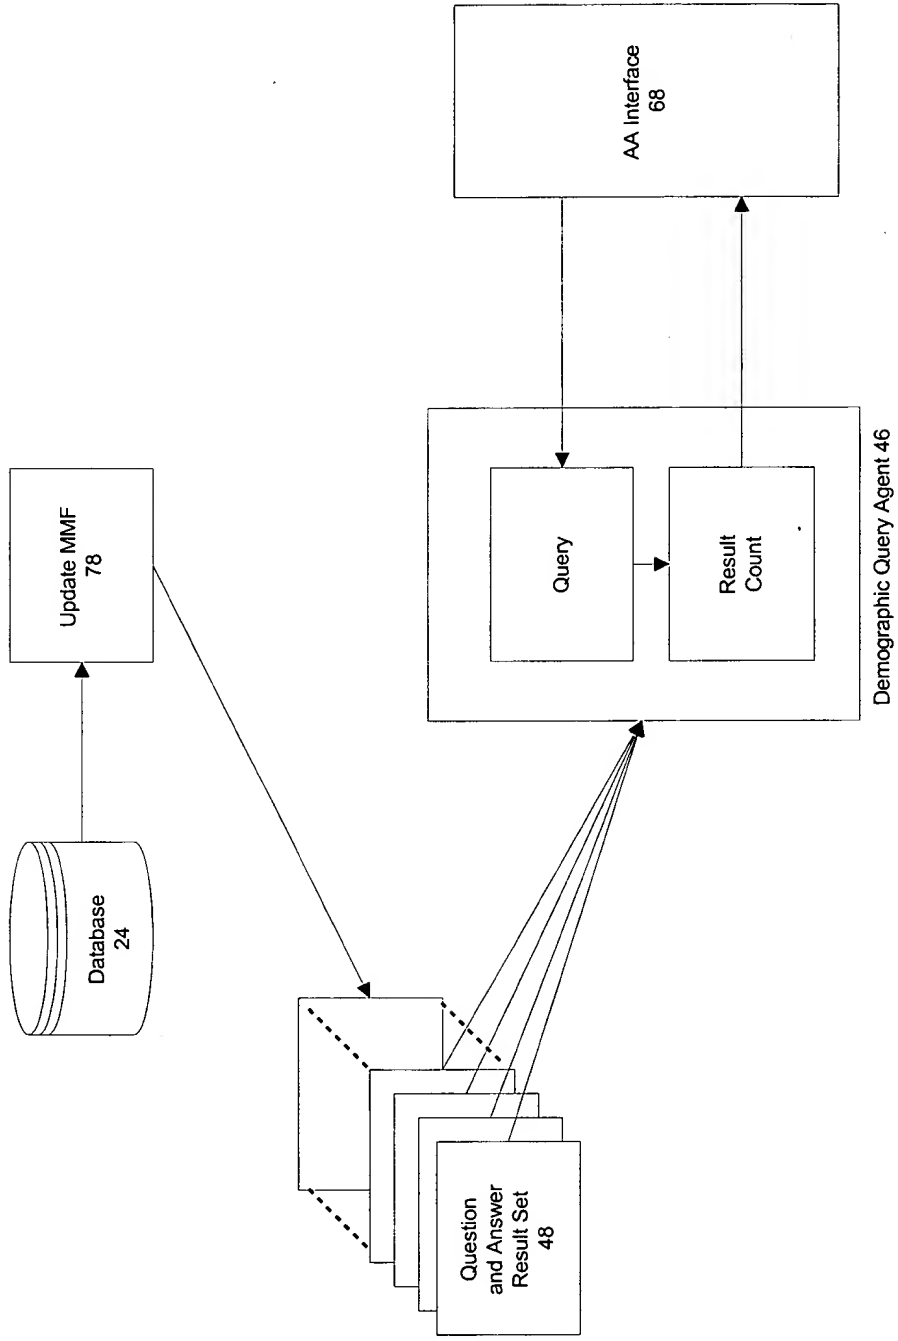 Database
24
Update MMF
78
Question
and Answer
Result Set
48
Query
Result
Count
Demographic Query Agent 46
AA Interface
68